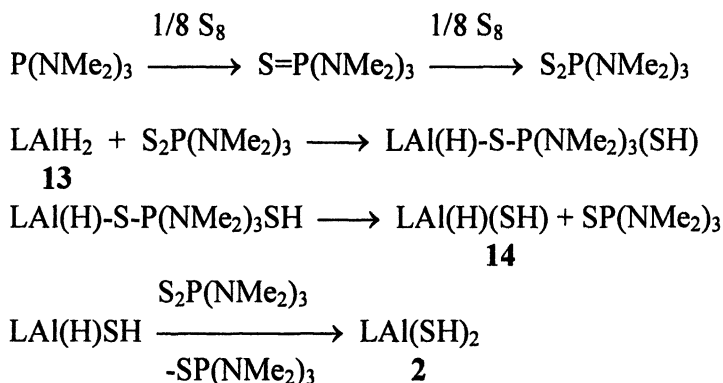 1/8 S₈ 1/8 S₈
P(NMe₂)₃ ⟶ S=P(NMe₂)₃ ⟶ S₂P(NMe₂)₃
LAlH₂ + S₂P(NMe₂)₃ ⟶ LAl(H)-S-P(NMe₂)₃(SH)
13
LAl(H)-S-P(NMe₂)₃SH ⟶ LAl(H)(SH) + SP(NMe₂)₃
14
S₂P(NMe₂)₃
LAl(H)SH ⟶ LAl(SH)₂
-SP(NMe₂)₃ 2